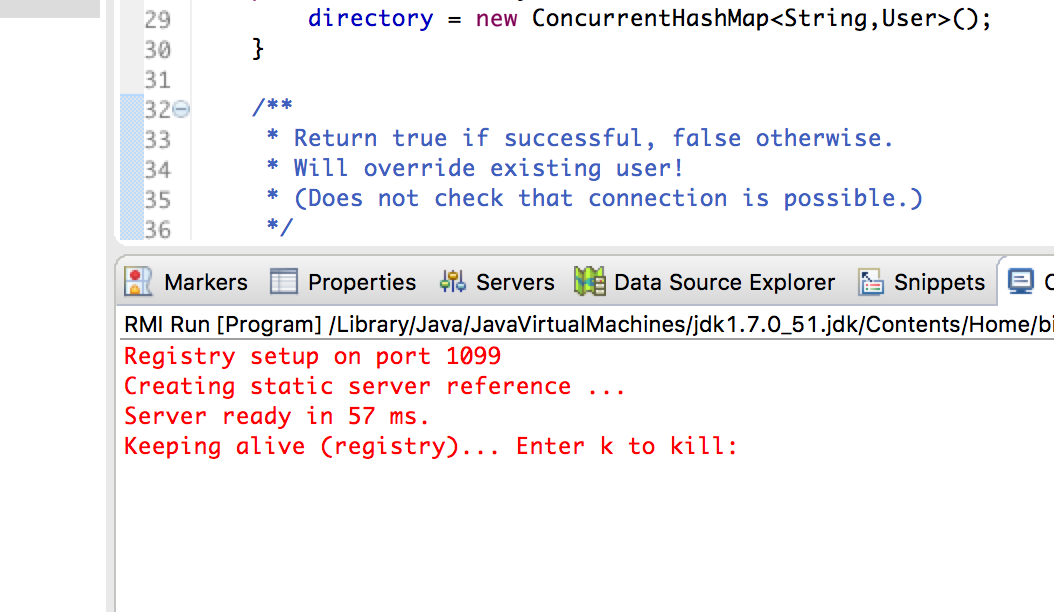 29 directory = new ConcurrentHashMap<String,User>();
30 }
31
32 /**
33 * Return true if successful, false otherwise.
34 * Will override existing user!
35 * (Does not check that connection is possible.)
36 */
Markers Properties Servers Data Source Explorer Snippets
RMI Run [Program] /Library/Java/JavaVirtualMachines/jdk1.7.0_51.jdk/Contents/Home/bi
Registry setup on port 1099
Creating static server reference ...
Server ready in 57 ms.
Keeping alive (registry)... Enter k to kill: